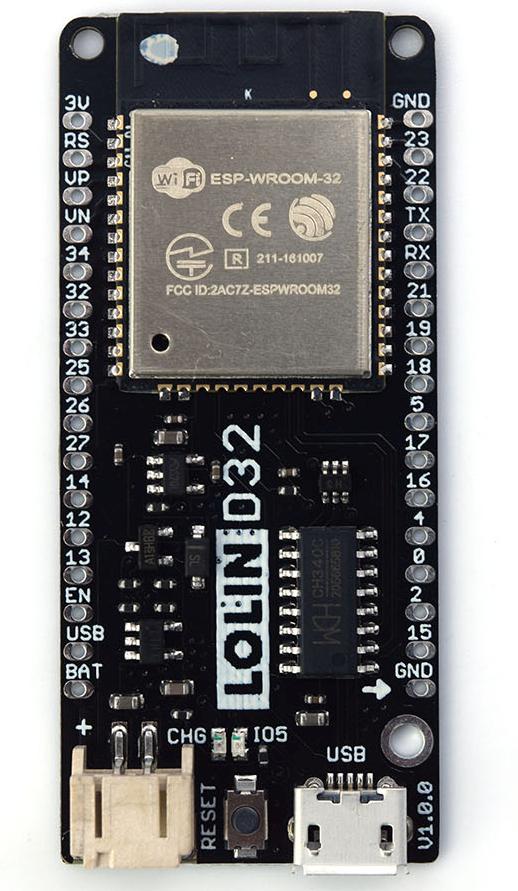 K
3V
RS
VP
VN
34
32
33
25
26
27
14
12
13
EN
USB
BAT
+
GND
23
22
TX
RX
21
19
18
5
17
16
4
0
2
15
GND
WiFi ESP-WROOM-32
CE
R 211-161007
FCC ID:2AC7Z-ESPWROOM32
LOLIN D32
CH340C
CHG IO5
RESET
USB
V1.0.0